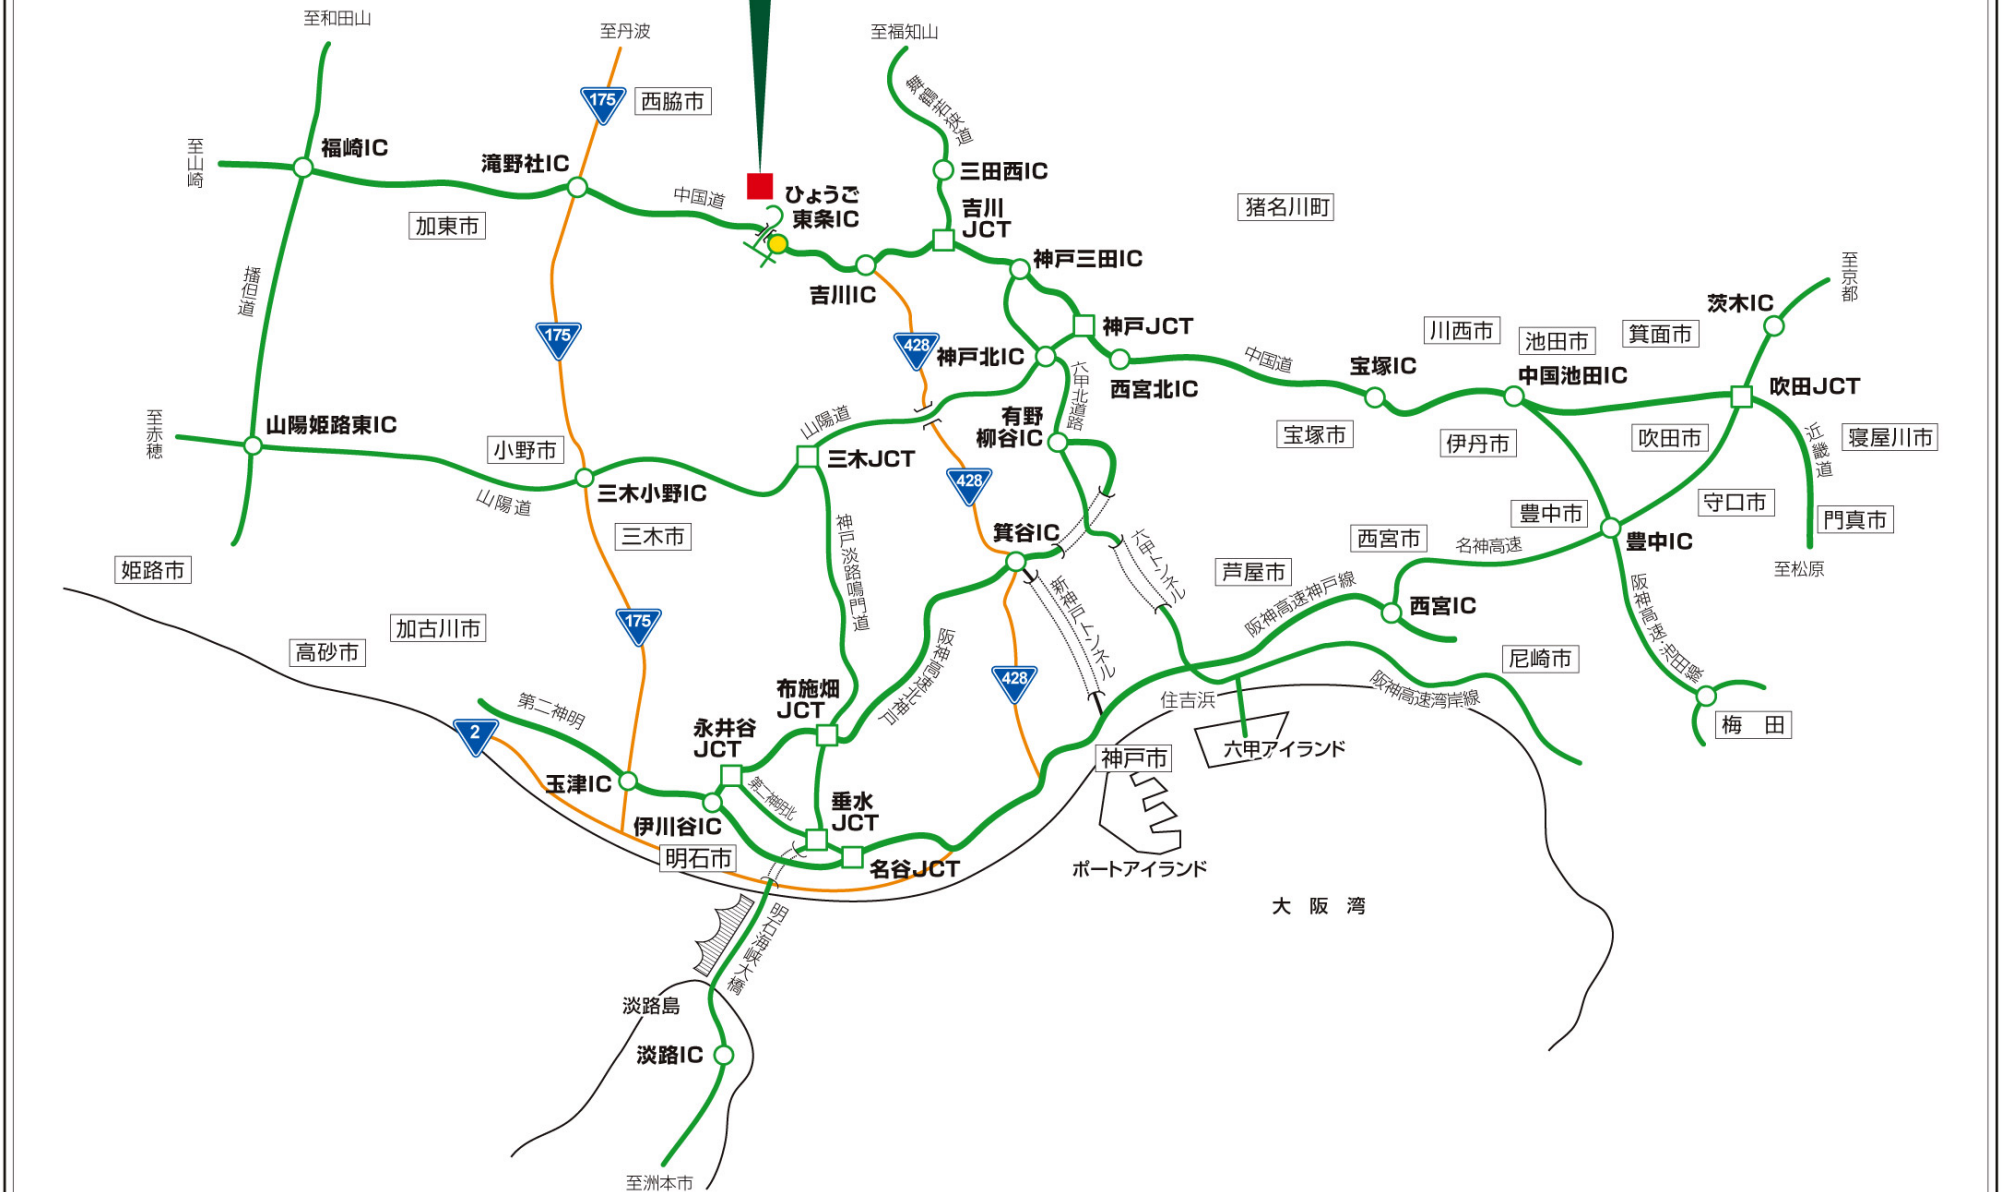 至和田山
至丹波
至福知山
175
西脇市
舞鶴若狭道
至山崎
福崎IC
滝野社IC
中国道
ひょうご
東条IC
三田西IC
吉川
JCT
猪名川町
加東市
神戸三田IC
吉川IC
播但道
至京都
茨木IC
175
428
神戸JCT
川西市
池田市
箕面市
神戸北IC
西宮北IC
中国道
宝塚IC
中国池田IC
吹田JCT
六甲北道路
至赤穂
山陽姫路東IC
山陽道
有野
柳谷IC
宝塚市
伊丹市
吹田市
近畿道
寝屋川市
小野市
三木JCT
三木小野IC
山陽道
428
守口市
豊中市
門真市
三木市
神戸淡路鳴門道
箕谷IC
六甲トンネル
西宮市
名神高速
豊中IC
至松原
姫路市
新神戸トンネル
芦屋市
阪神高速神戸線
西宮IC
阪神高速・池田線
加古川市
175
高砂市
阪神高速北神戸
尼崎市
428
布施畑
JCT
住吉浜
阪神高速湾岸線
第二神明
2
永井谷
JCT
梅　田
六甲アイランド
神戸市
玉津IC
第二神明北
垂水
JCT
伊川谷IC
明石市
名谷JCT
ポートアイランド
大　阪　湾
明石海峡大橋
淡路島
淡路IC
至洲本市